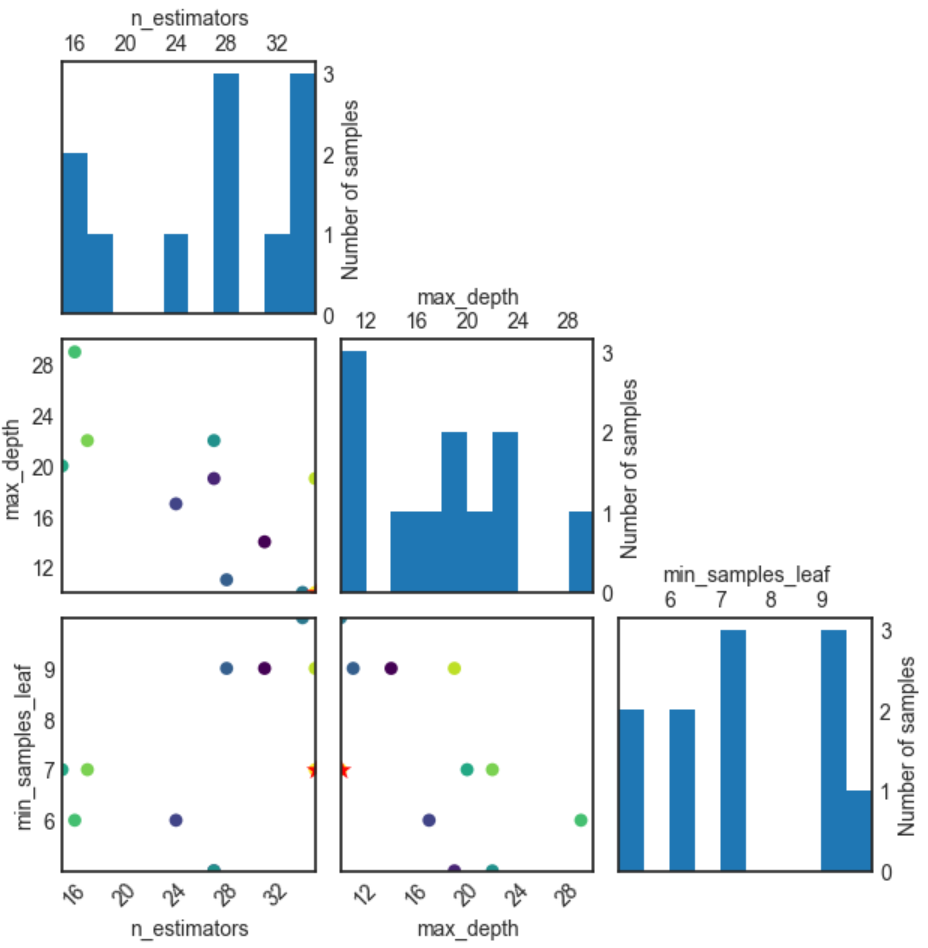 n_estimators
16 20 24 28 32
3
2
1
0
Number of samples
max_depth
12 16 20 24 28
28
24
20
16
12
max_depth
3
2
1
0
Number of samples
min_samples_leaf
6 7 8 9
9
8
7
6
min_samples_leaf
3
2
1
0
Number of samples
16 20 24 28 32
n_estimators
12 16 20 24 28
max_depth